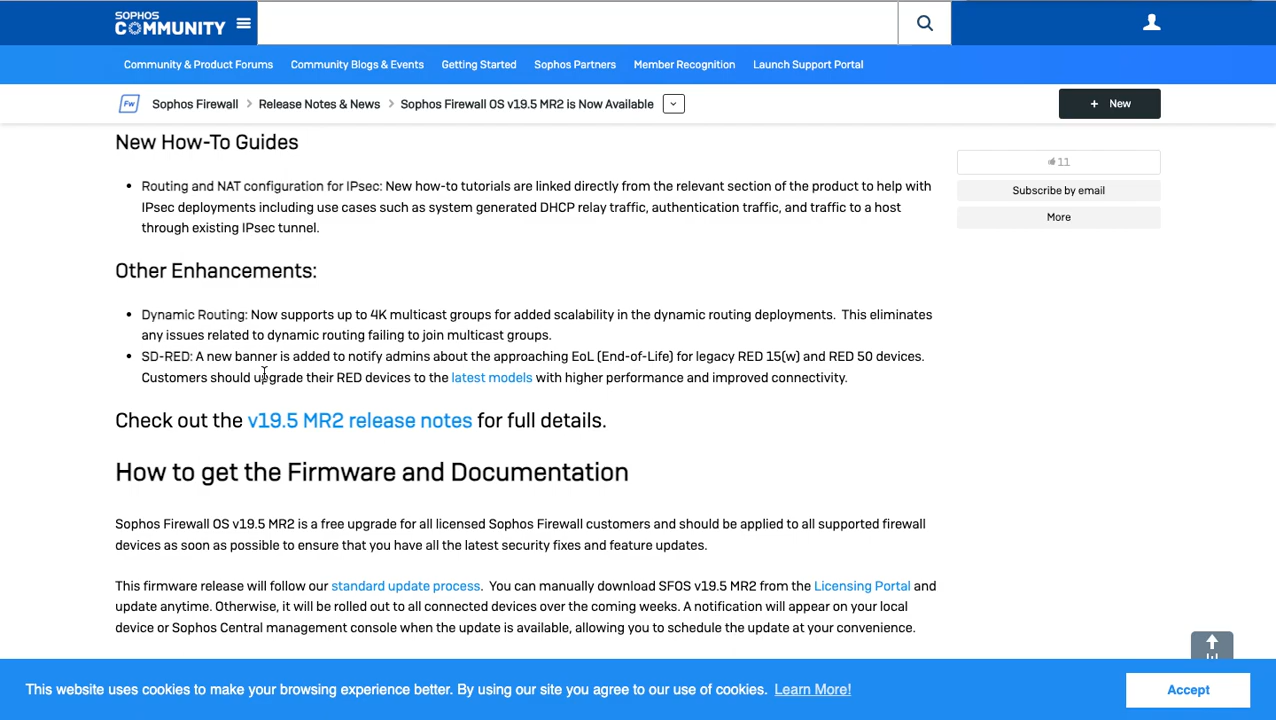 SOPHOS
COMMUNITY
Community & Product Forums Community Blogs & Events Getting Started Sophos Partners Member Recognition Launch Support Portal
Fw Sophos Firewall > Release Notes & News > Sophos Firewall OS v19.5 MR2 is Now Available
+ New
New How-To Guides
11
Subscribe by email
More
• Routing and NAT configuration for IPsec: New how-to tutorials are linked directly from the relevant section of the product to help with
IPsec deployments including use cases such as system generated DHCP relay traffic, authentication traffic, and traffic to a host
through existing IPsec tunnel.
Other Enhancements:
• Dynamic Routing: Now supports up to 4K multicast groups for added scalability in the dynamic routing deployments. This eliminates
any issues related to dynamic routing failing to join multicast groups.
• SD-RED: A new banner is added to notify admins about the approaching EoL (End-of-Life) for legacy RED 15(w) and RED 50 devices.
Customers should upgrade their RED devices to the latest models with higher performance and improved connectivity.
Check out the v19.5 MR2 release notes for full details.
How to get the Firmware and Documentation
Sophos Firewall OS v19.5 MR2 is a free upgrade for all licensed Sophos Firewall customers and should be applied to all supported firewall
devices as soon as possible to ensure that you have all the latest security fixes and feature updates.
This firmware release will follow our standard update process. You can manually download SFOS v19.5 MR2 from the Licensing Portal and
update anytime. Otherwise, it will be rolled out to all connected devices over the coming weeks. A notification will appear on your local
device or Sophos Central management console when the update is available, allowing you to schedule the update at your convenience.
This website uses cookies to make your browsing experience better. By using our site you agree to our use of cookies. Learn More!
Accept